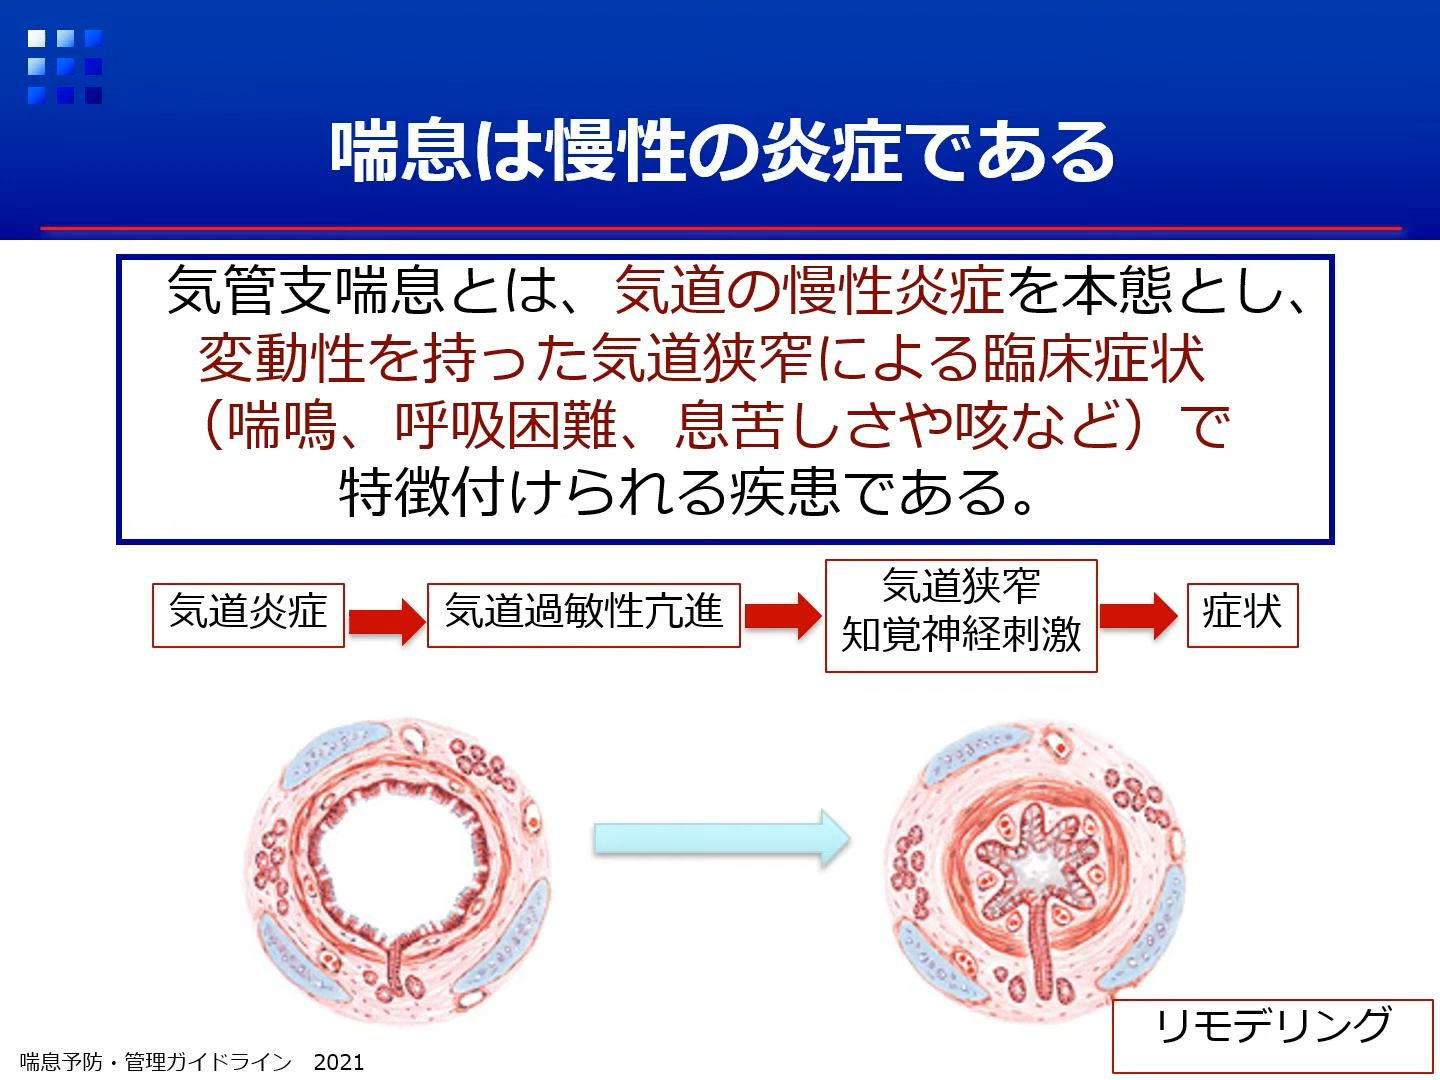 喘息は慢性の炎症である
気管支喘息とは、気道の慢性炎症を本態とし、
変動性を持った気道狭窄による臨床症状
（喘鳴、呼吸困難、息苦しさや咳など）で
特徴付けられる疾患である。
気道炎症
気道過敏性亢進
気道狭窄
知覚神経刺激
症状
リモデリング
喘息予防・管理ガイドライン　2021